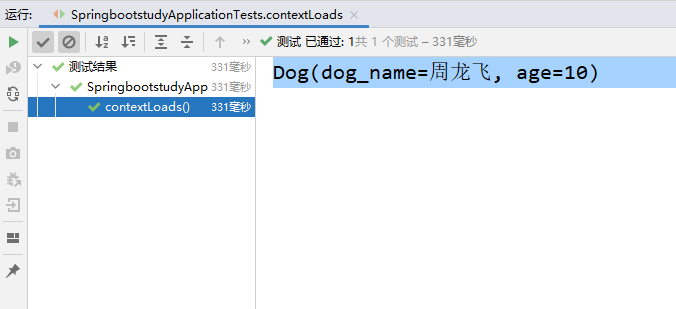 运行: SpringbootstudyApplicationTests.contextLoads
测试 已通过: 1共 1 个测试 – 331毫秒
测试结果 331毫秒
SpringbootstudyApp 331毫秒
contextLoads() 331毫秒
Dog(dog_name=周龙飞, age=10)